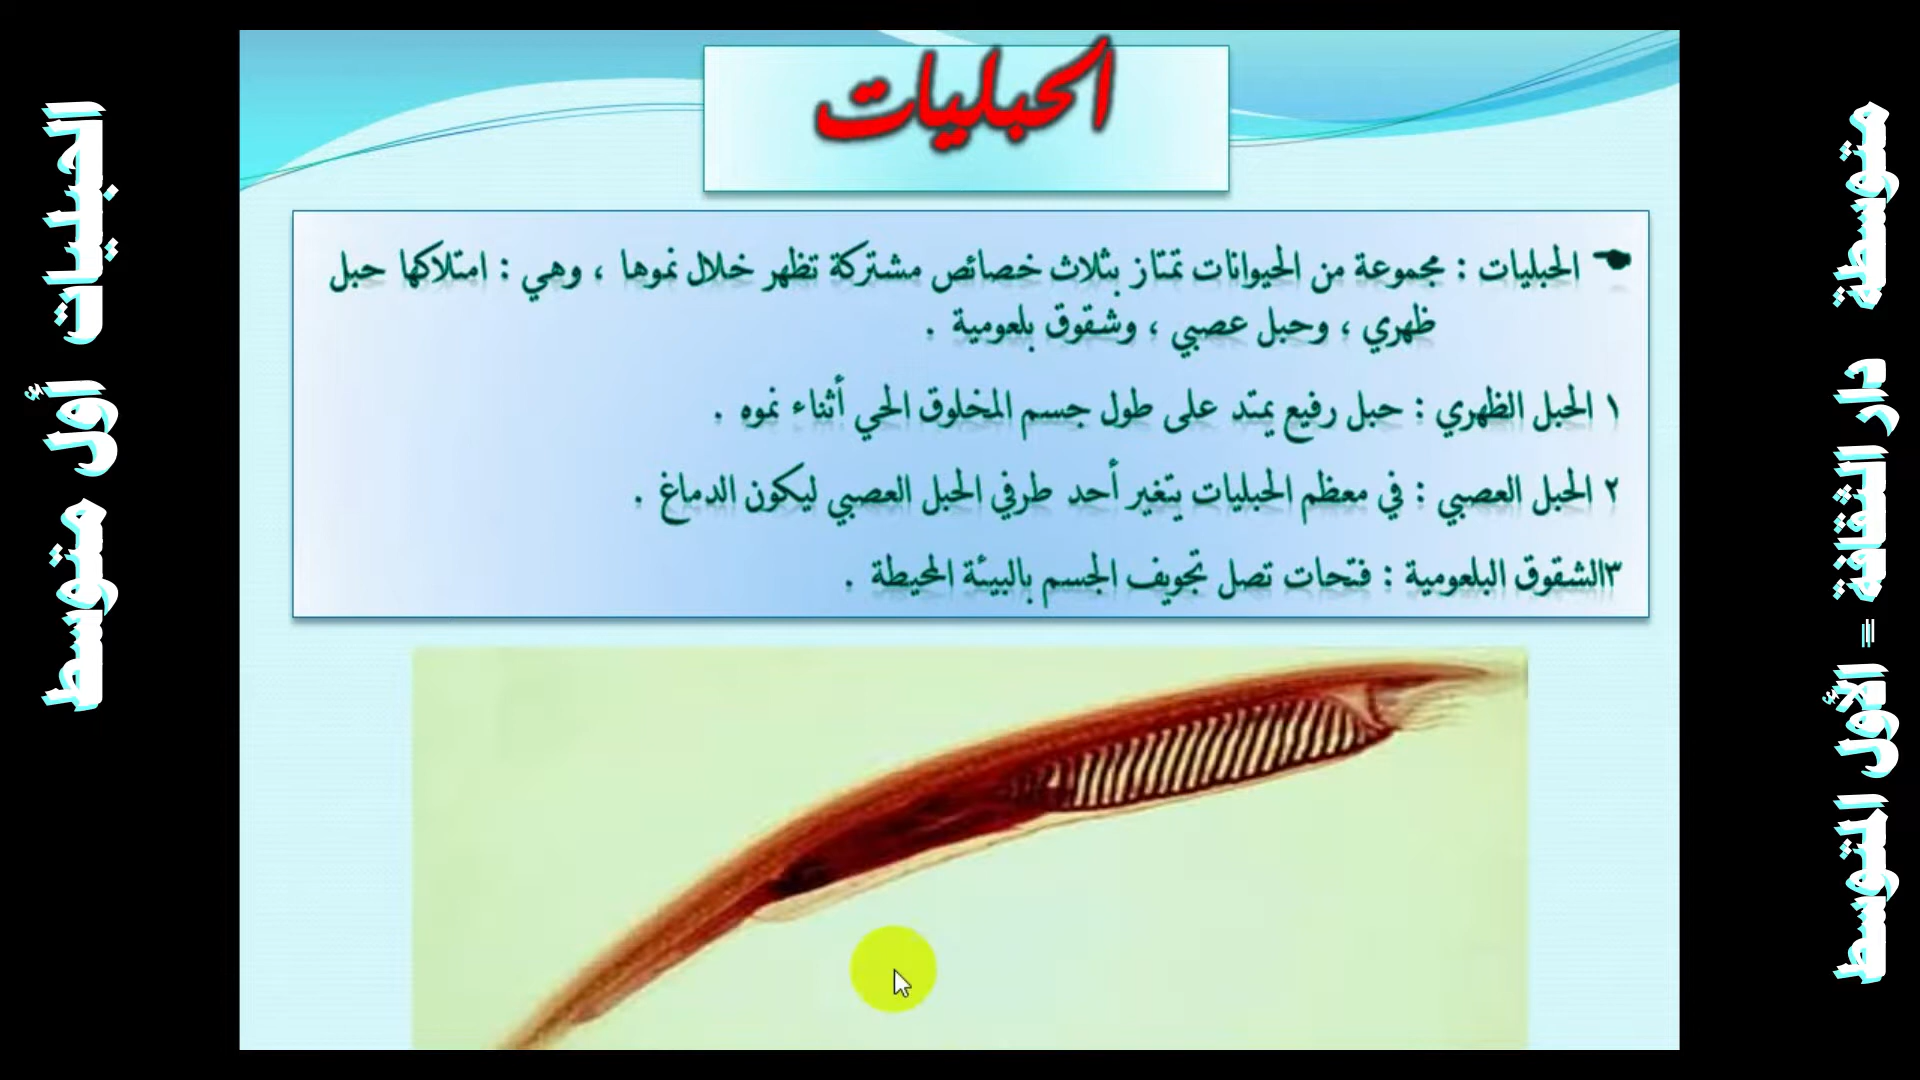 الحبليات
الحبليات : مجموعة من الحيوانات تمتاز بثلاث خصائص مشتركة تظهر خلال نموها ، وهي : امتلاكها حبل
ظهري ، وحبل عصبي ، وشقوق بلعومية .
١ الحبل الظهري : حبل رفيع يمتد على طول جسم المخلوق الحي أثناء نموه .
٢ الحبل العصبي : في معظم الحبليات يتغير أحد طرفي الحبل العصبي ليكون الدماغ .
٣الشقوق البلعومية : فتحات تصل تجويف الجسم بالبيئة المحيطة .
متوسطة دار الثقافة = الأول المتوسط
الحبليات أول متوسط